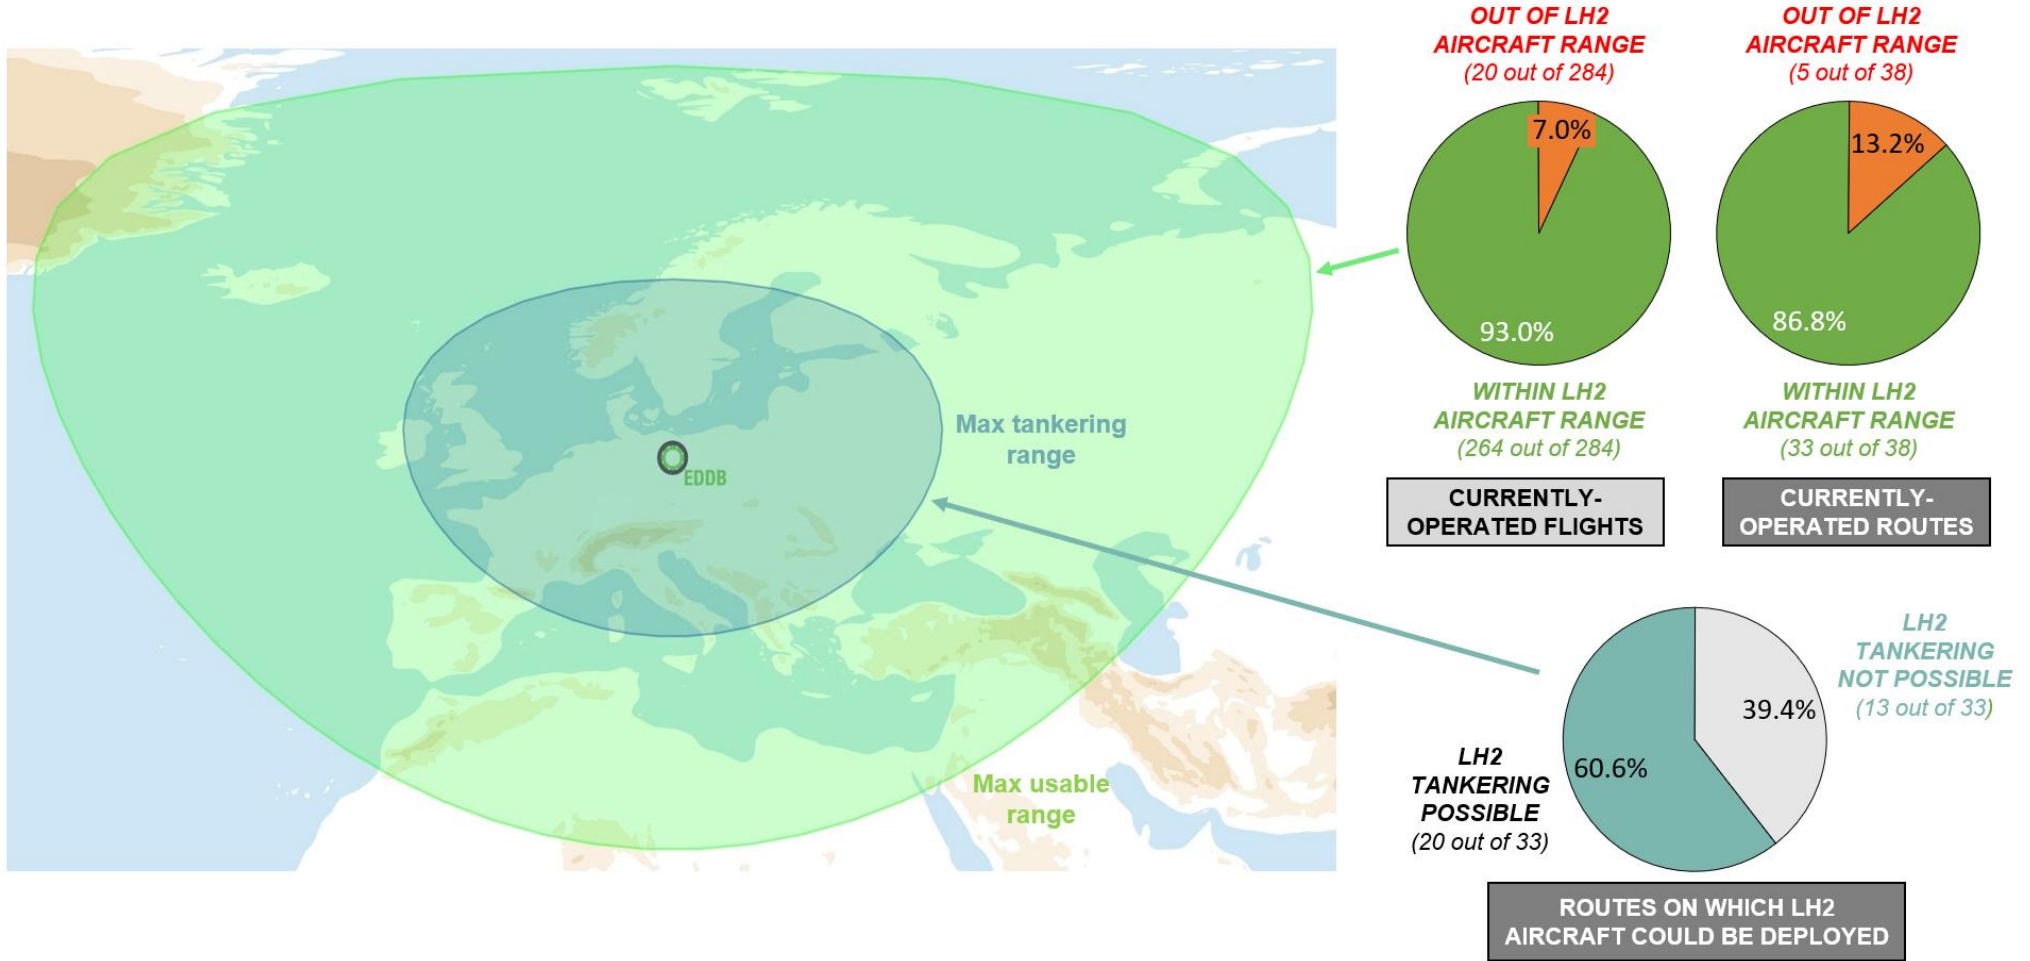 OUT OF LH2
AIRCRAFT RANGE
(20 out of 284)
7.0%
93.0%
WITHIN LH2
AIRCRAFT RANGE
(264 out of 284)
CURRENTLY-
OPERATED FLIGHTS
OUT OF LH2
AIRCRAFT RANGE
(5 out of 38)
13.2%
86.8%
WITHIN LH2
AIRCRAFT RANGE
(33 out of 38)
CURRENTLY-
OPERATED ROUTES
Max tankering
range
EDDB
Max usable
range
LH2
TANKERING
NOT POSSIBLE
(13 out of 33)
39.4%
60.6%
LH2
TANKERING
POSSIBLE
(20 out of 33)
ROUTES ON WHICH LH2
AIRCRAFT COULD BE DEPLOYED